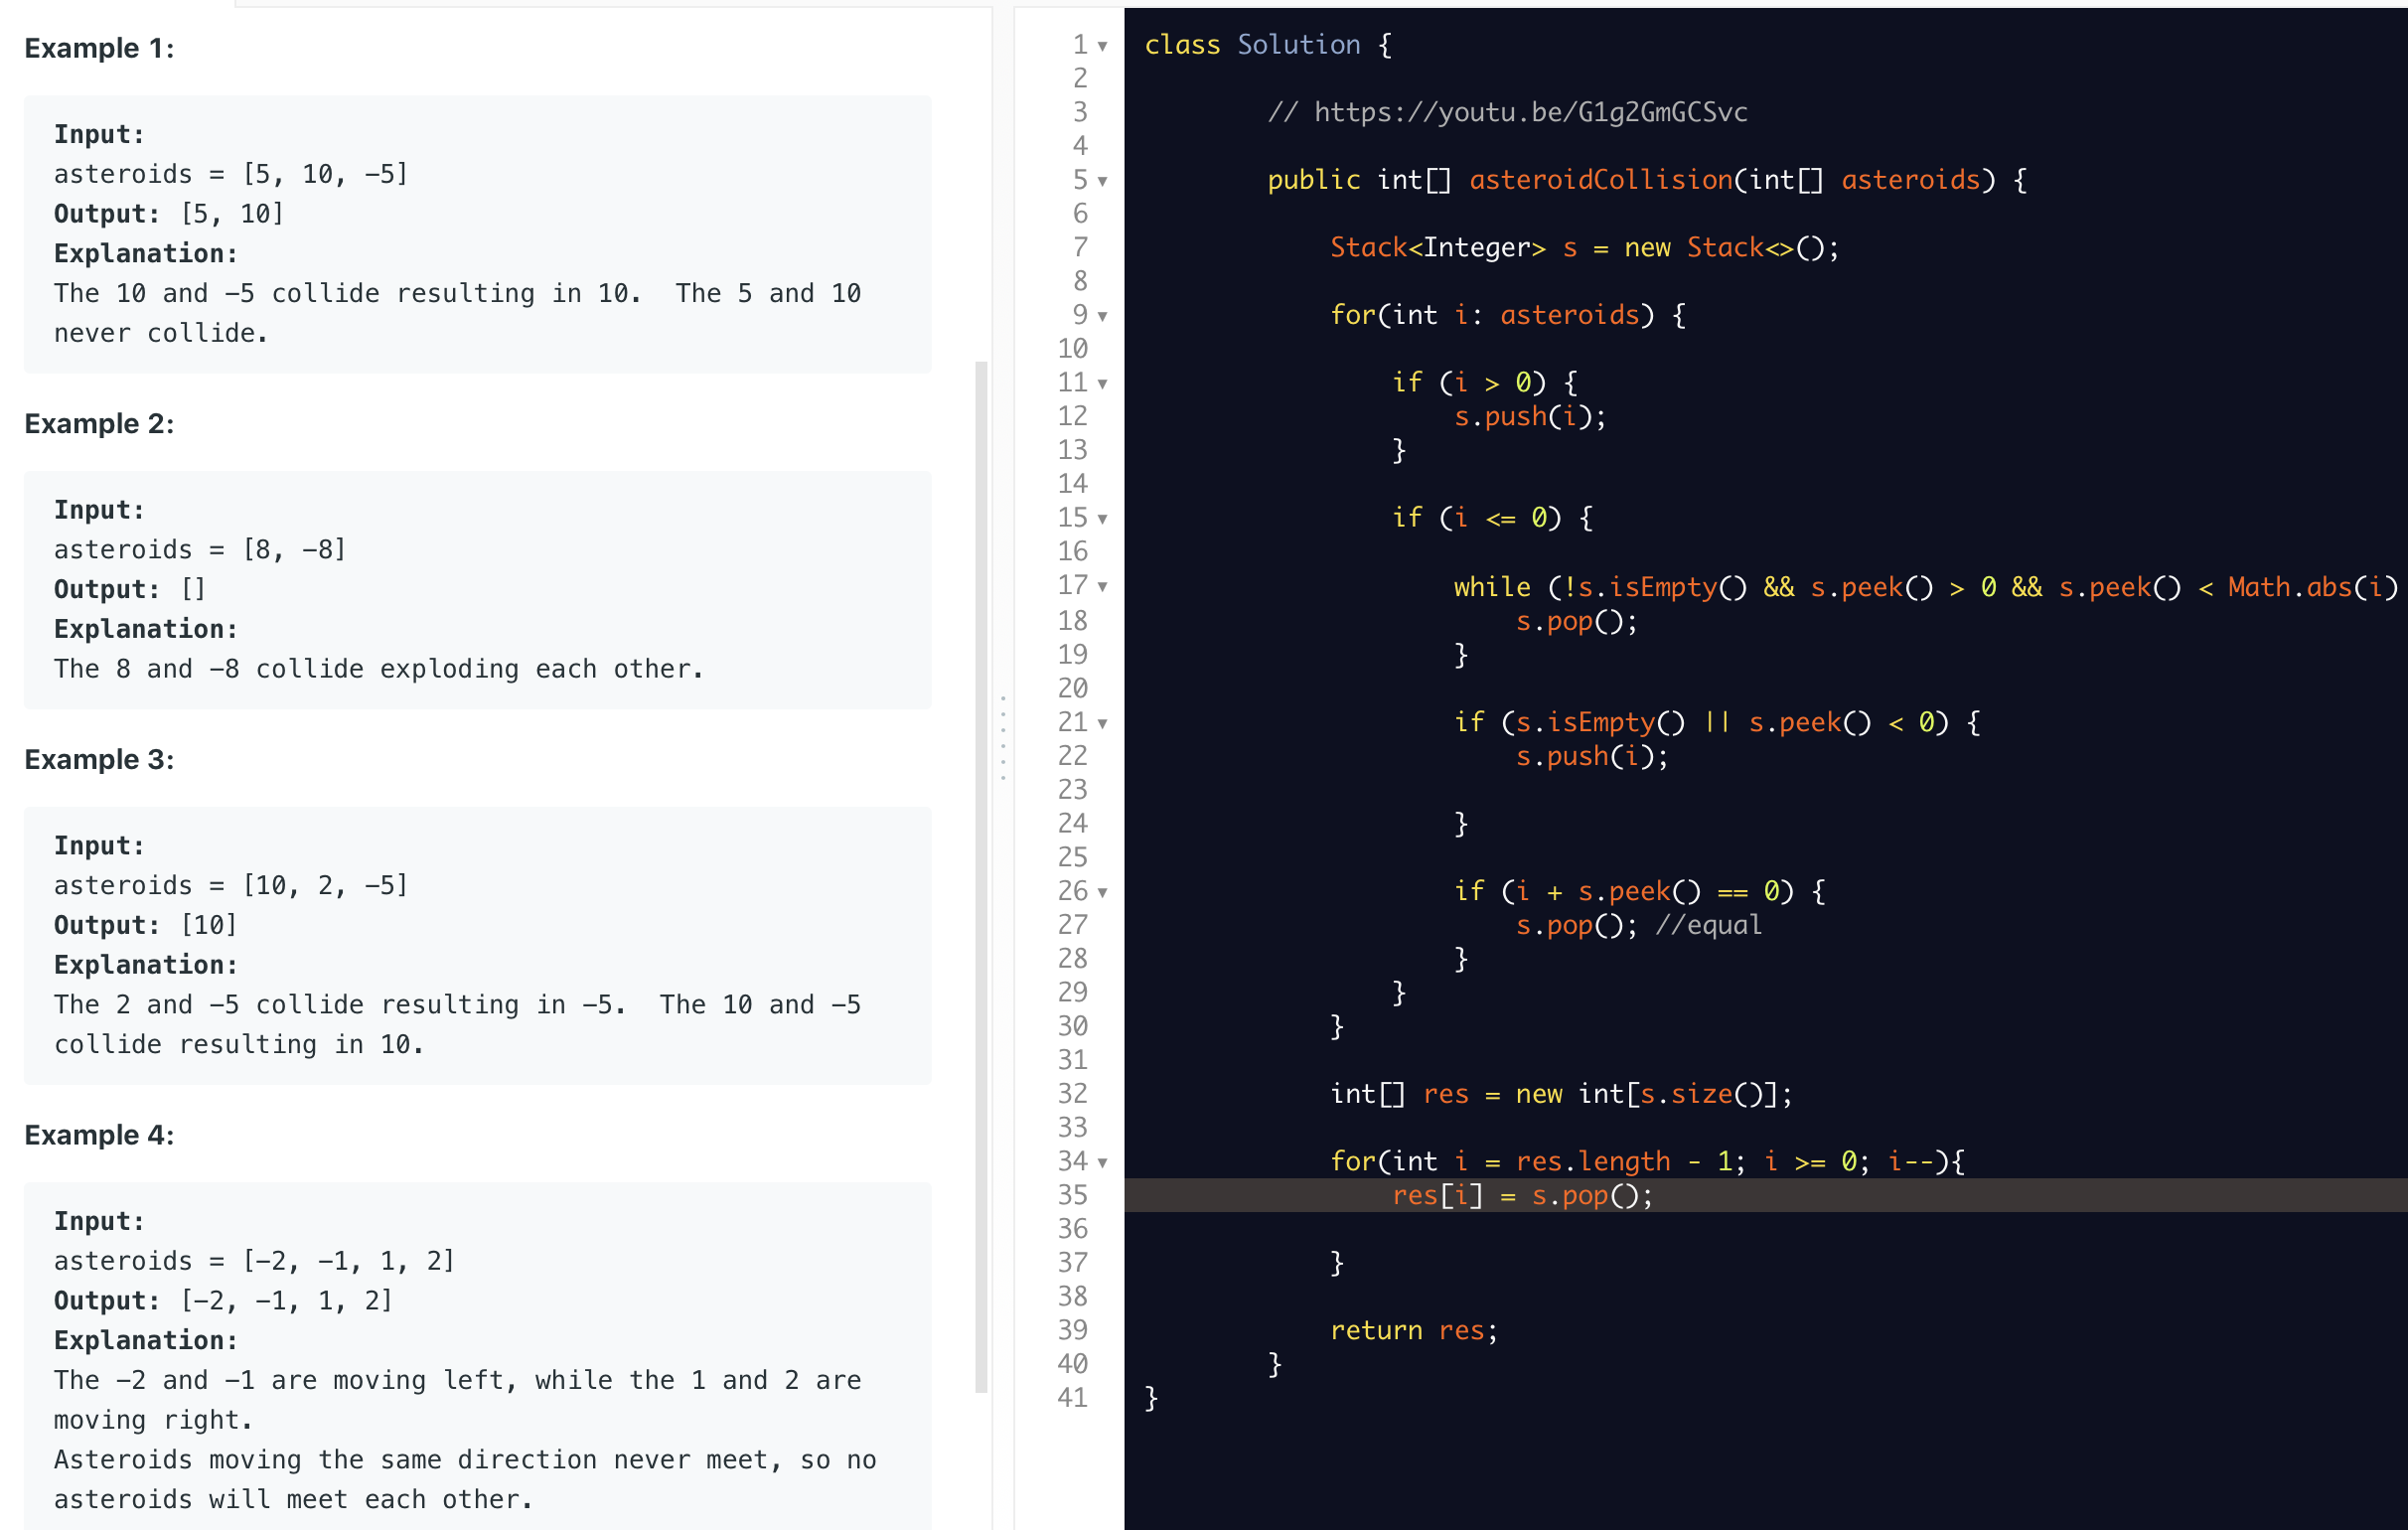 Example 1:
Input:
asteroids = [5, 10, -5]
Output: [5, 10]
Explanation:
The 10 and -5 collide resulting in 10.  The 5 and 10
never collide.
Example 2:
Input:
asteroids = [8, -8]
Output: []
Explanation:
The 8 and -8 collide exploding each other.
Example 3:
Input:
asteroids = [10, 2, -5]
Output: [10]
Explanation:
The 2 and -5 collide resulting in -5.  The 10 and -5
collide resulting in 10.
Example 4:
Input:
asteroids = [-2, -1, 1, 2]
Output: [-2, -1, 1, 2]
Explanation:
The -2 and -1 are moving left, while the 1 and 2 are
moving right.
Asteroids moving the same direction never meet, so no
asteroids will meet each other.
1 class Solution {
2
3 // https://youtu.be/G1g2GmGCSvc
4
5 public int[] asteroidCollision(int[] asteroids) {
6
7 Stack<Integer> s = new Stack<>();
8
9 for(int i: asteroids) {
10
11 if (i > 0) {
12 s.push(i);
13 }
14
15 if (i <= 0) {
16
17 while (!s.isEmpty() && s.peek() > 0 && s.peek() < Math.abs(i)
18 s.pop();
19 }
20
21 if (s.isEmpty() || s.peek() < 0) {
22 s.push(i);
23
24 }
25
26 if (i + s.peek() == 0) {
27 s.pop(); //equal
28 }
29 }
30 }
31
32 int[] res = new int[s.size()];
33
34 for(int i = res.length - 1; i >= 0; i--){
35 res[i] = s.pop();
36
37 }
38
39 return res;
40 }
41 }